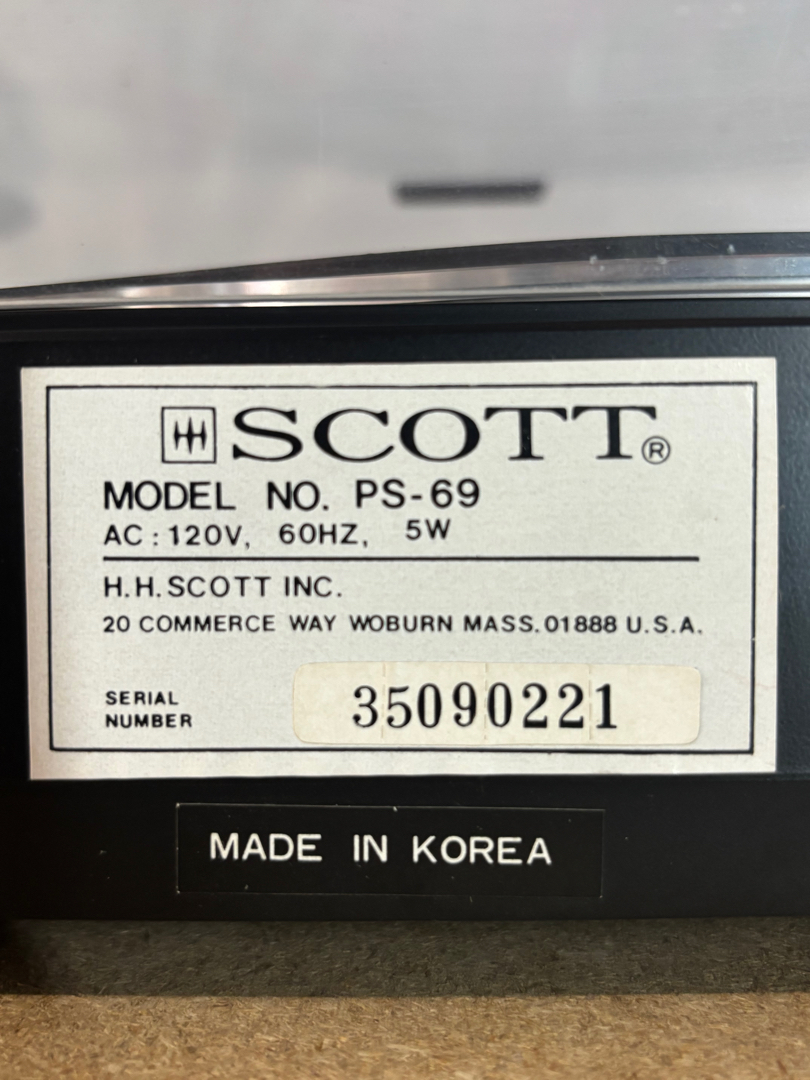 HH SCOTT®
MODEL NO. PS-69
AC : 120V, 60HZ, 5W
H.H. SCOTT INC.
20 COMMERCE WAY WOBURN MASS. 01888 U.S.A.
SERIAL
NUMBER
35090221
MADE IN KOREA